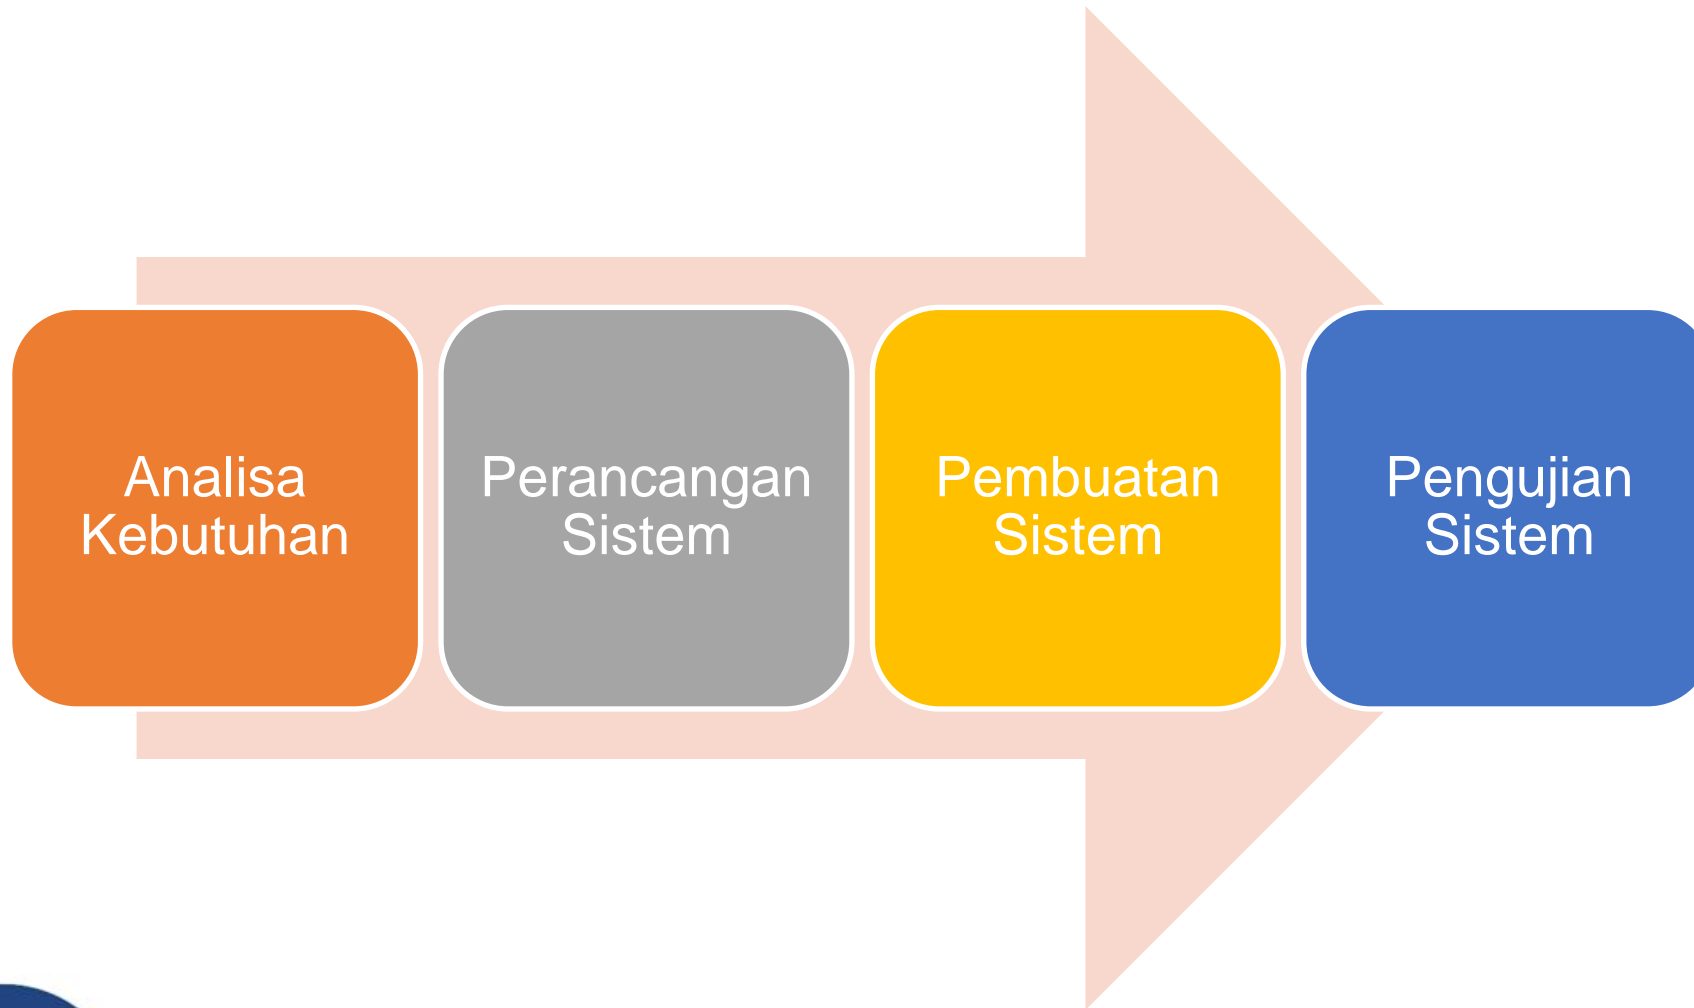 Analisa
Kebutuhan
Perancangan
Sistem
Pembuatan
Sistem
Pengujian
Sistem